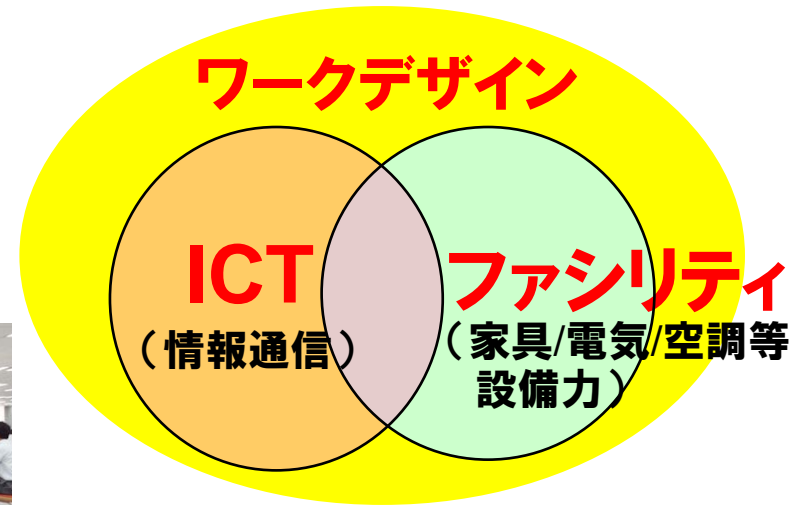 ワークデザイン
ICT
（情報通信）
ファシリティ
（家具/電気/空調等
設備力）